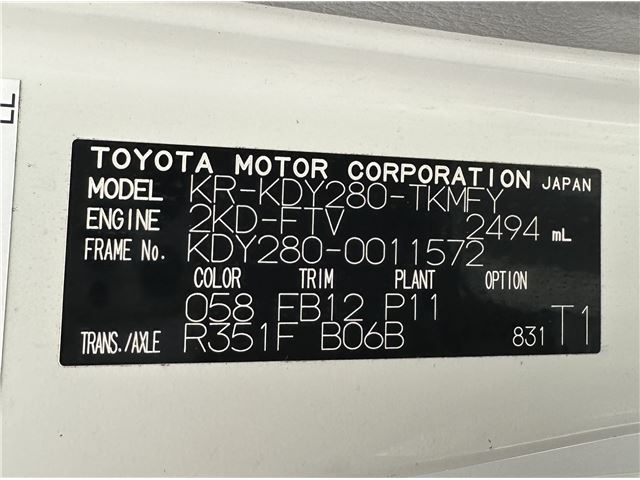 TOYOTA MOTOR CORPORATION JAPAN
MODEL KR-KDY280-TKMFY
ENGINE 2KD-FTV 2494 mL
FRAME No. KDY280-0011572
COLOR TRIM PLANT OPTION
058 FB12 P11
TRANS./AXLE R351F B06B 831 T1